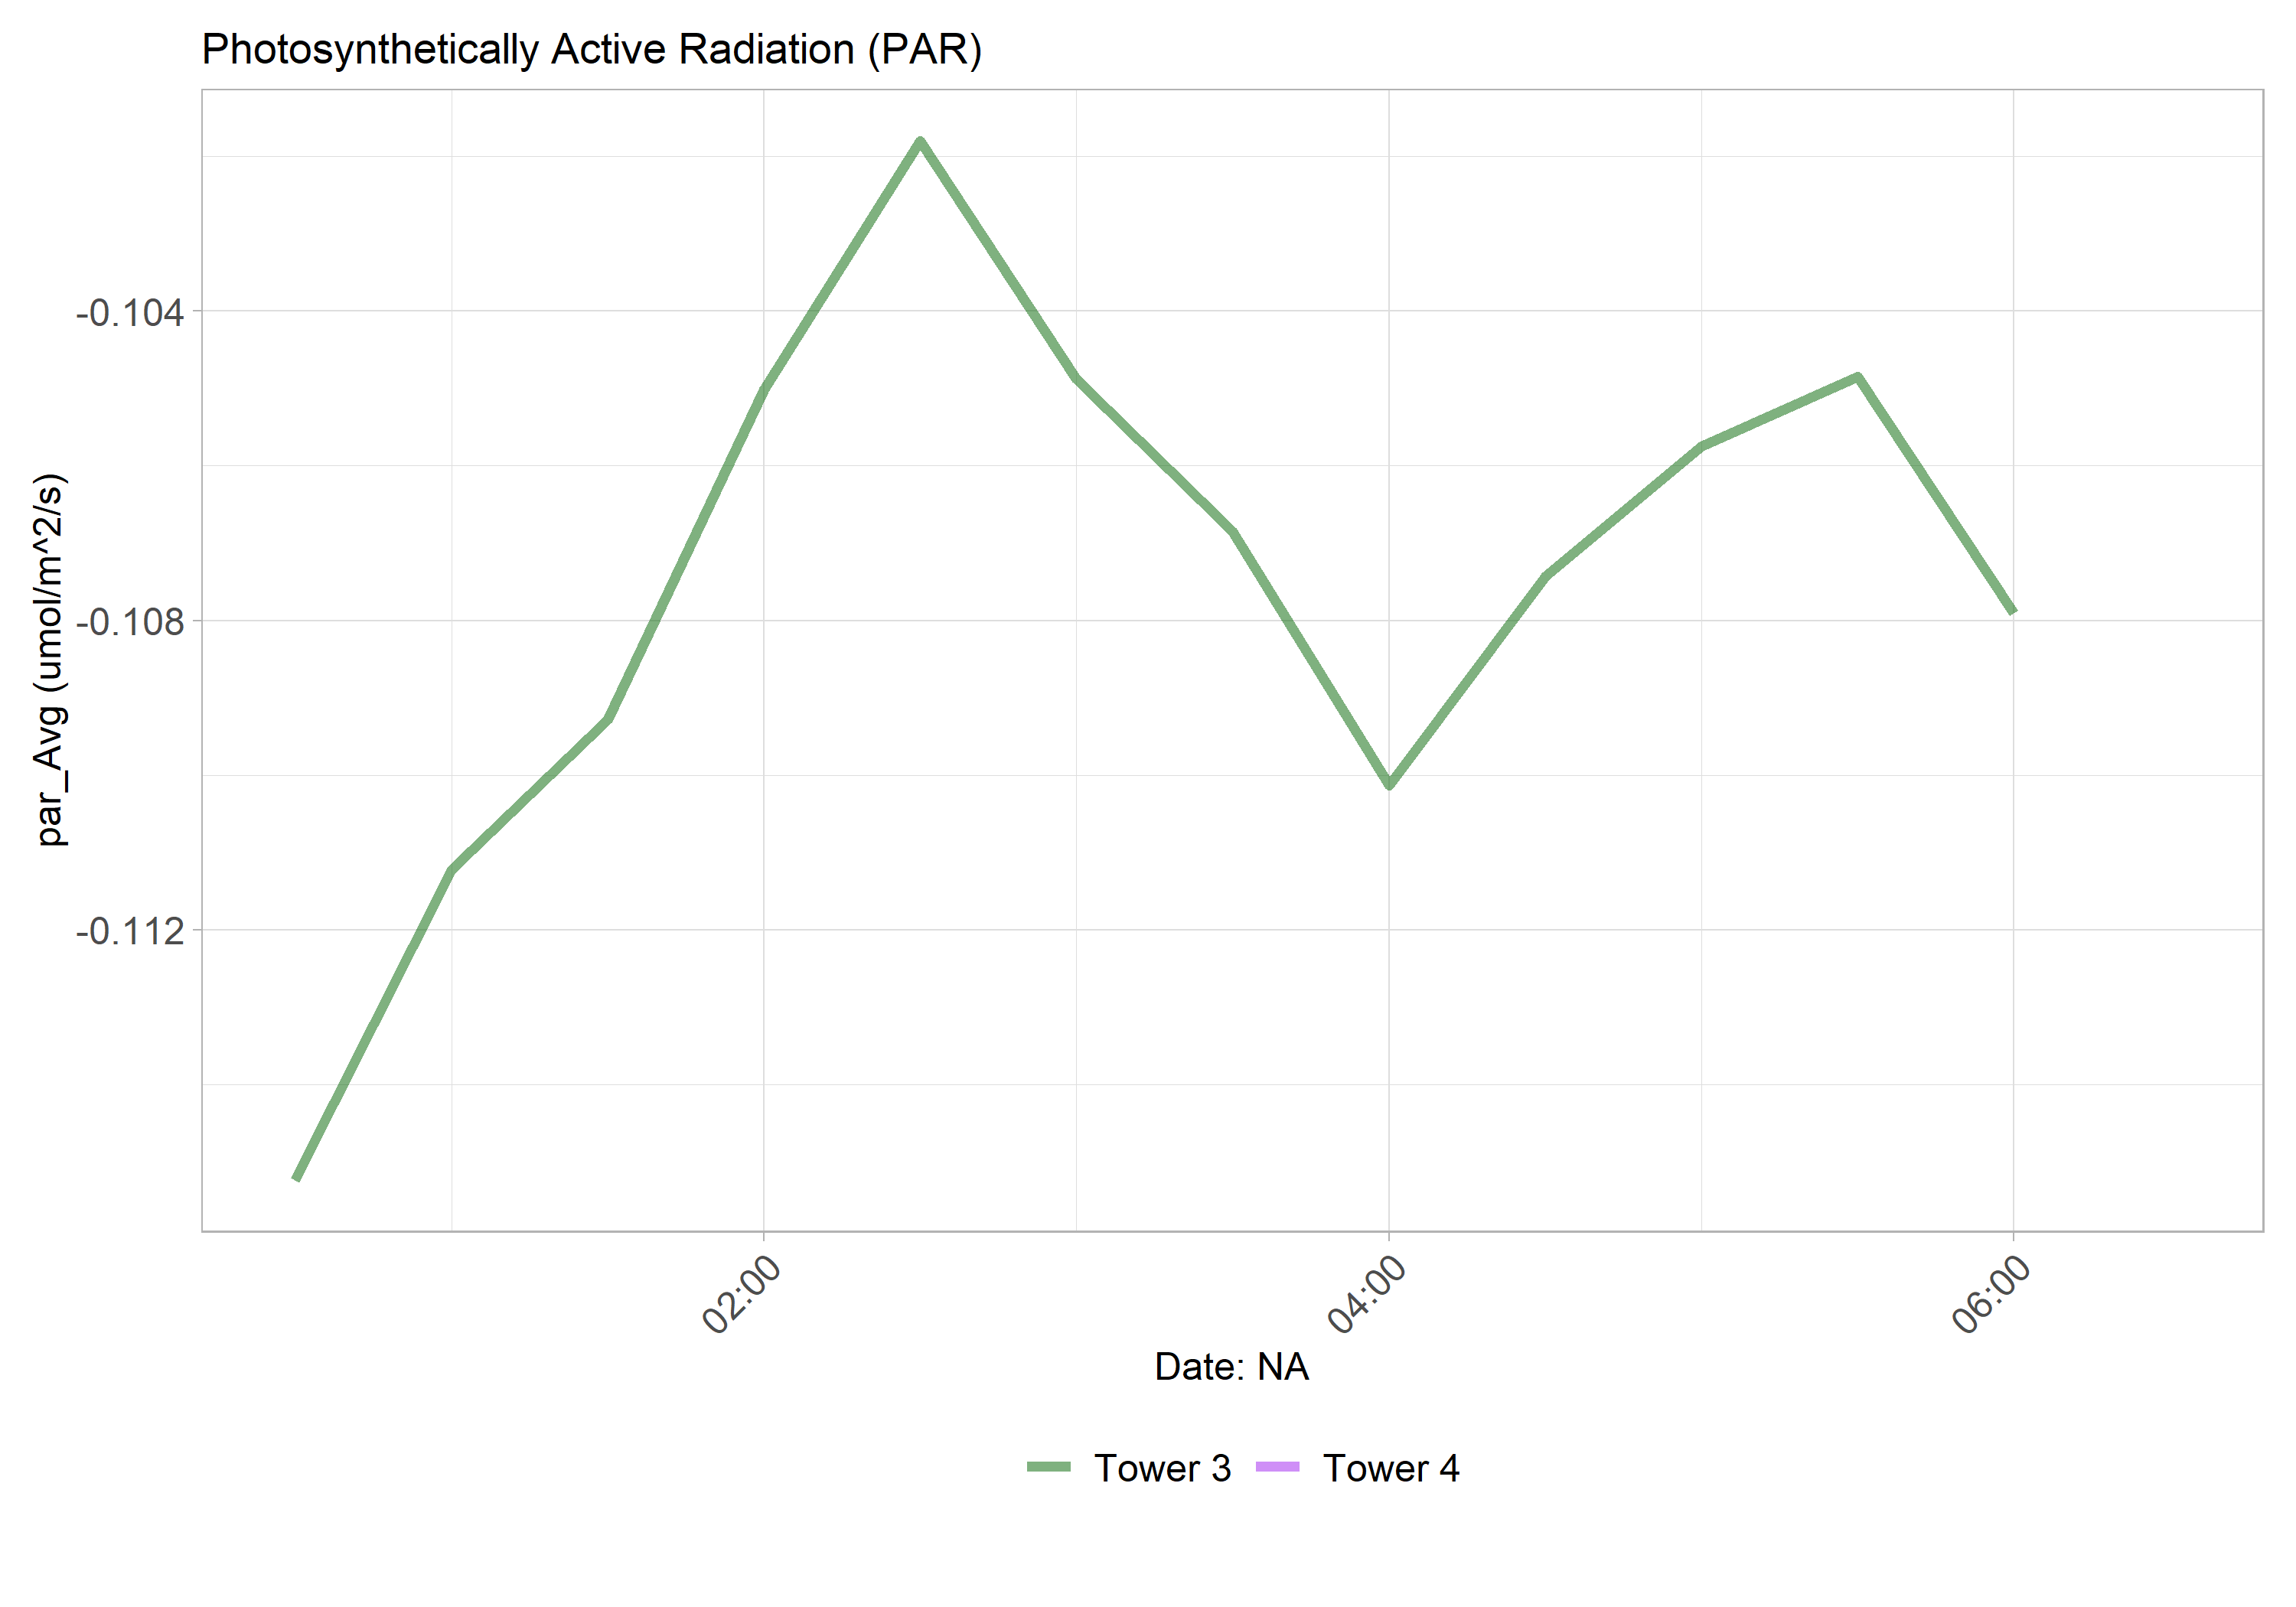 Photosynthetically Active Radiation (PAR)
par_Avg (umol/m^2/s)
-0.104
-0.108
-0.112
02:00
04:00
06:00
Date: NA
Tower 3
Tower 4